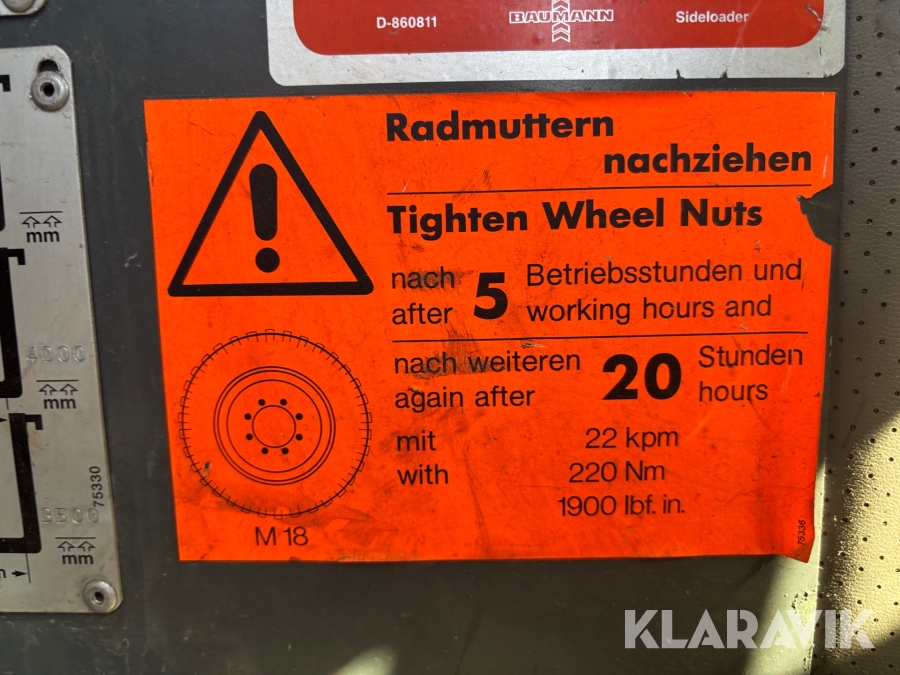 D-860811 BAUMANN Sideloader
Radmuttern
nachziehen
Tighten Wheel Nuts
nach 5 Betriebsstunden und
after working hours and
nach weiteren 20 Stunden
again after hours
mit 22 kpm
with 220 Nm
1900 lbf. in.
M 18
75336
mm
4000
mm
75330
3500
mm
KLARAVIK